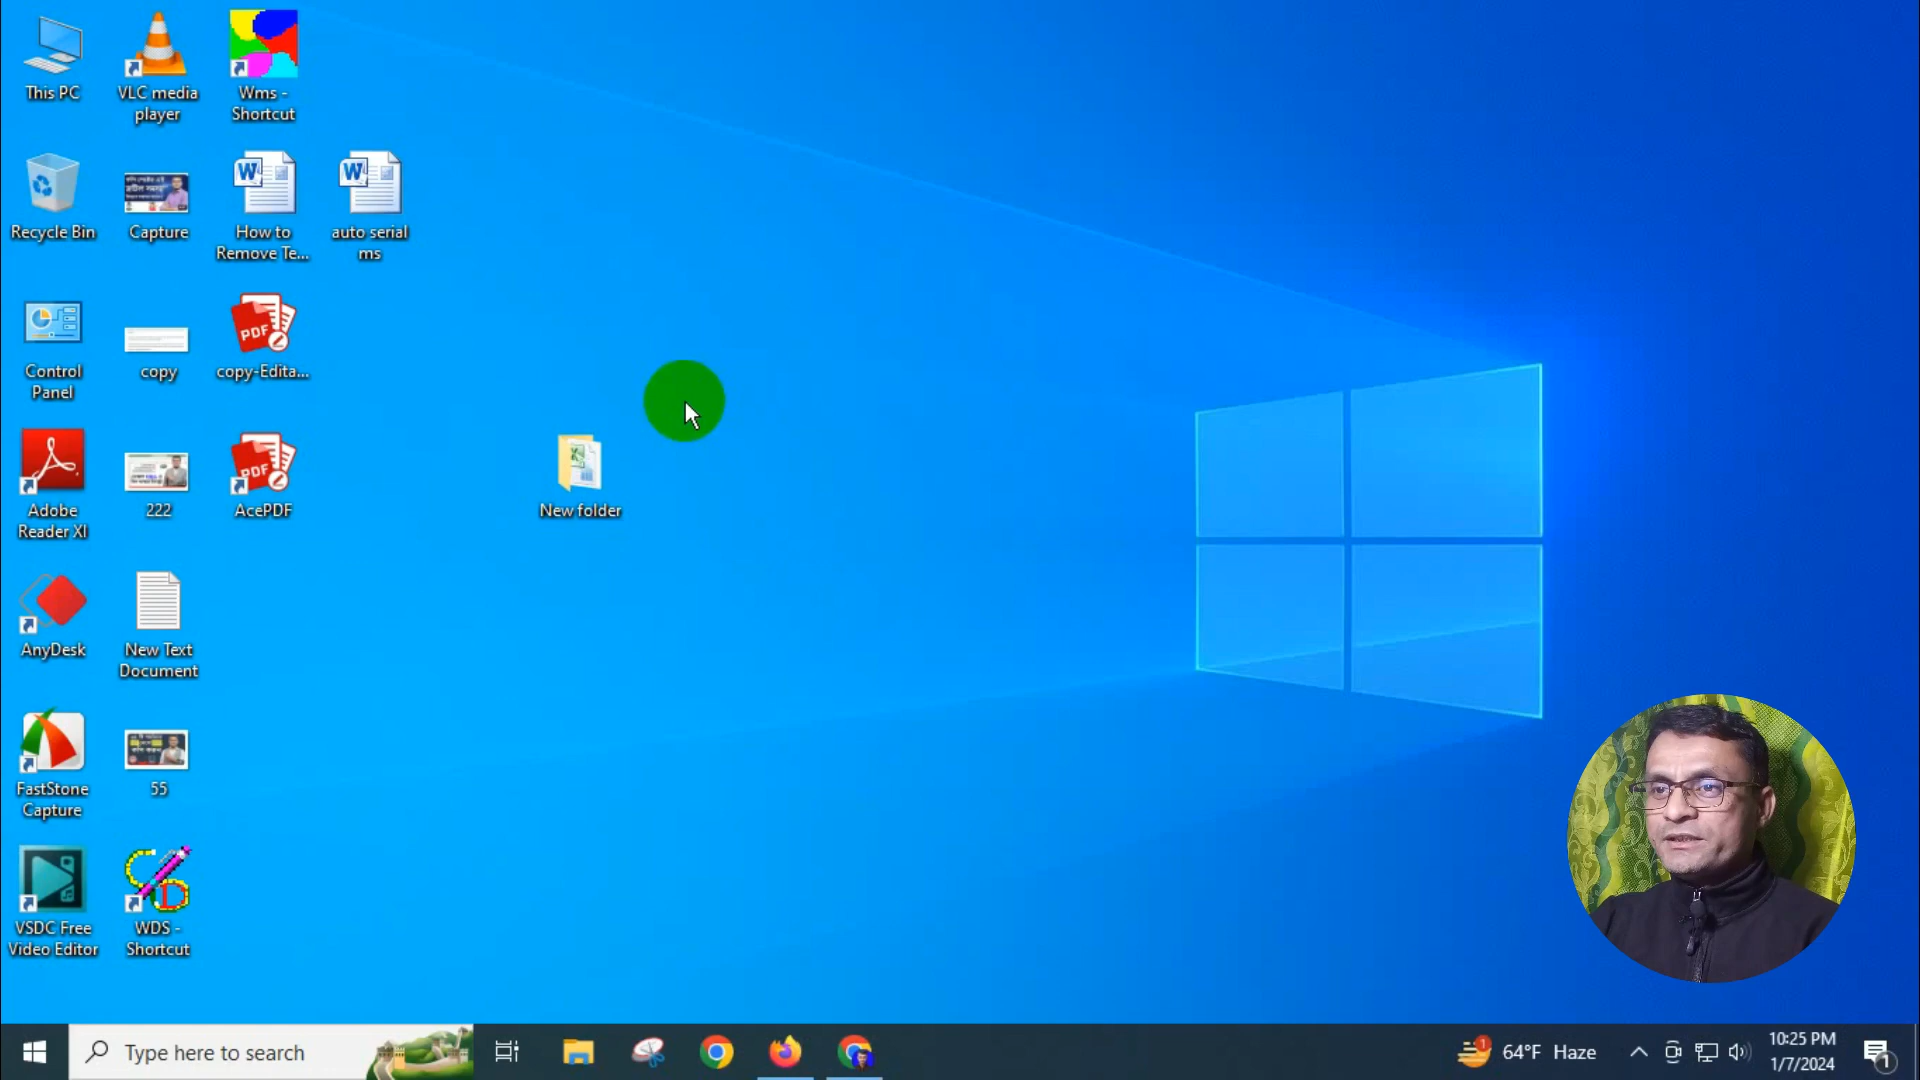 This PC
VLC media
player
Wms -
Shortcut
Recycle Bin
Capture
How to
Remove Te...
auto serial
ms
Control
Panel
copy
copy-Edita...
Adobe
Reader XI
222
AcePDF
New folder
AnyDesk
New Text
Document
FastStone
Capture
55
VSDC Free
Video Editor
WDS -
Shortcut
Type here to search
1
64°F Haze
10:25 PM
1/7/2024
1